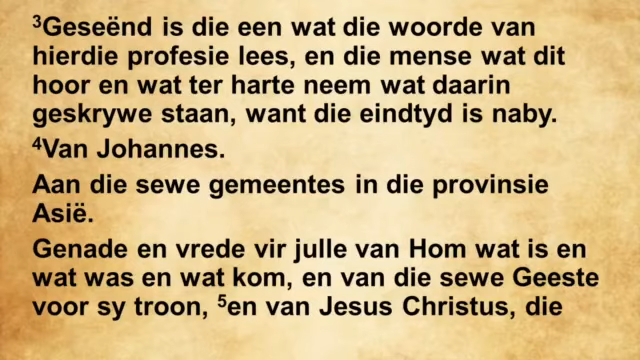 ³Geseënd is die een wat die woorde van
hierdie profesie lees, en die mense wat dit
hoor en wat ter harte neem wat daarin
geskrywe staan, want die eindtyd is naby.
⁴Van Johannes.
Aan die sewe gemeentes in die provinsie
Asië.
Genade en vrede vir julle van Hom wat is en
wat was en wat kom, en van die sewe Geeste
voor sy troon, ⁵en van Jesus Christus, die